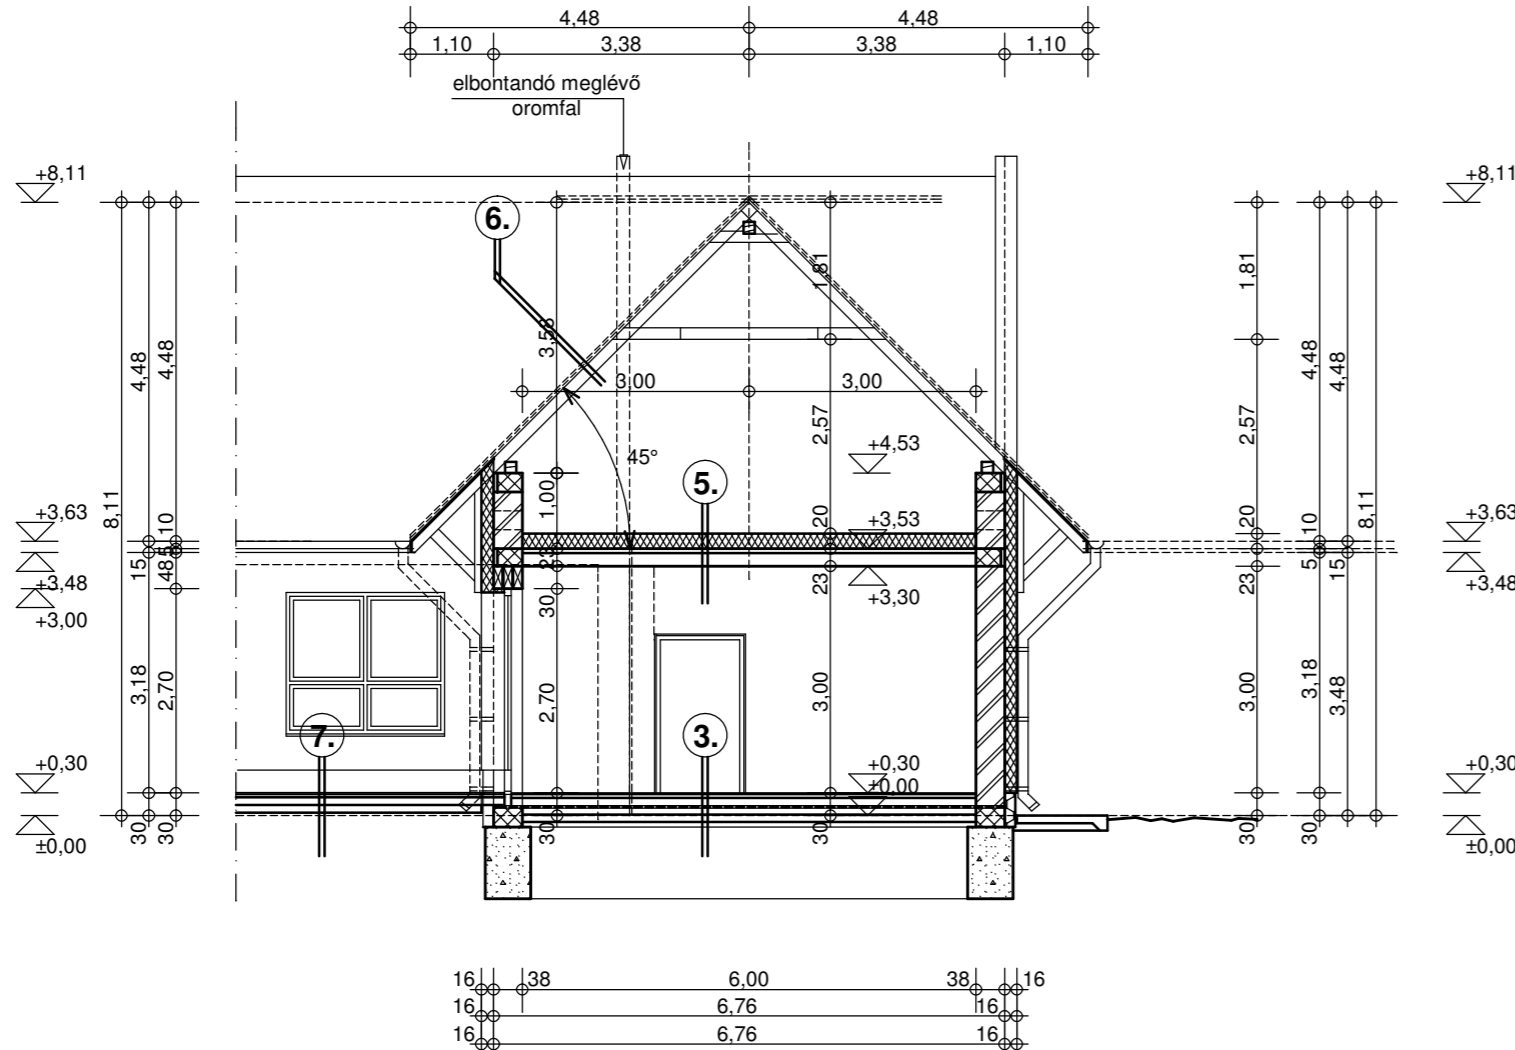 4,48 4,48
1,10 3,38 3,38 1,10
elbontandó meglévő
oromfal
+8,11 +8,11
6.
1,81 1,81
3,58
4,48 4,48 4,48 4,48
3,00 3,00
2,57 2,57
+4,53
45°
5.
8,11 1,00 8,11
+3,63 10 20 +3,53 20 10 +3,63
15 48 5 23 23 5 15
+3,48 +3,30 +3,48
+3,00 30
3,18 2,70 2,70 3,00 3,00 3,18 3,48
7. 3.
+0,30 +0,30 +0,30
±0,00
30 30 30 30 30 30
±0,00 ±0,00
16 38 6,00 38 16
16 6,76 16
16 6,76 16